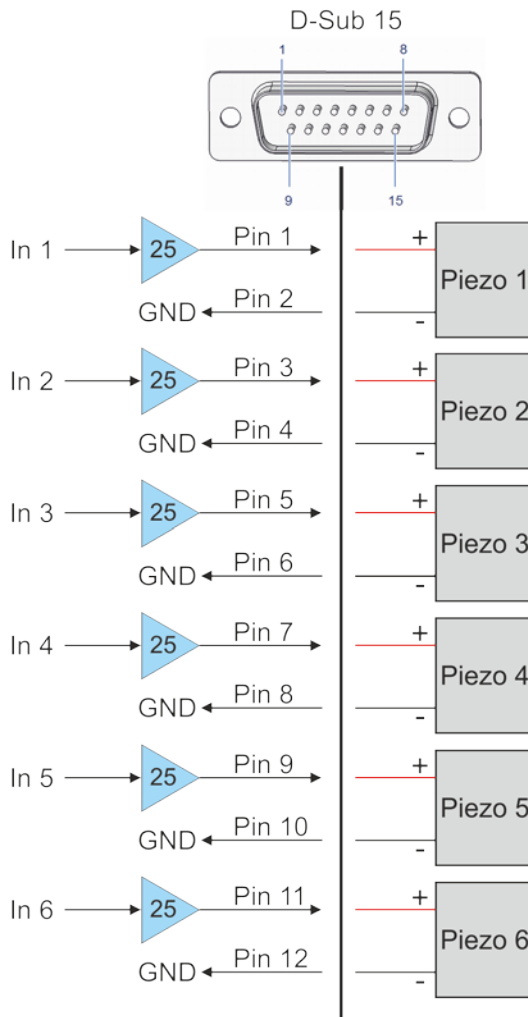 D-Sub 15
1 8
9 15
In 1 25 Pin 1 + Piezo 1
GND Pin 2 -
In 2 25 Pin 3 + Piezo 2
GND Pin 4 -
In 3 25 Pin 5 + Piezo 3
GND Pin 6 -
In 4 25 Pin 7 + Piezo 4
GND Pin 8 -
In 5 25 Pin 9 + Piezo 5
GND Pin 10 -
In 6 25 Pin 11 + Piezo 6
GND Pin 12 -